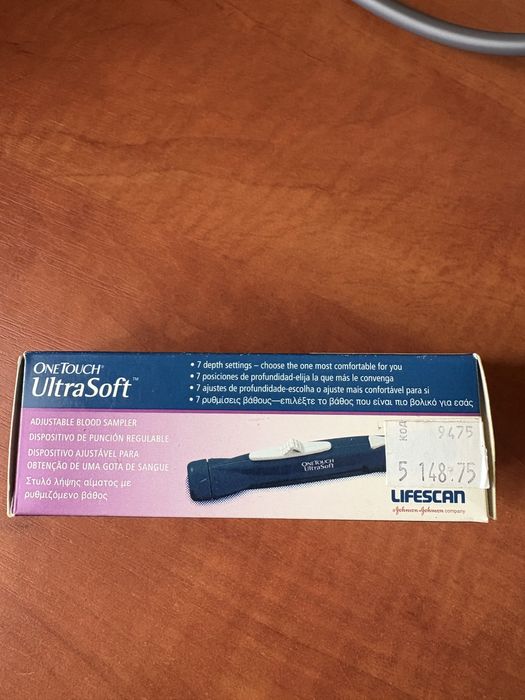 ONETOUCH®
UltraSoft™
• 7 depth settings – choose the one most comfortable for you
• 7 posiciones de profundidad-elija la que más le convenga
• 7 ajustes de profundidade-escolha o ajuste mais confortável para si
• 7 ρυθμίσεις βάθους—επιλέξτε το βάθος που είναι πιο βολικό για εσάς
ADJUSTABLE BLOOD SAMPLER
DISPOSITIVO DE PUNCIÓN REGULABLE
DISPOSITIVO AJUSTÁVEL PARA
OBTENÇÃO DE UMA GOTA DE SANGUE
Στυλό λήψης αίματος με
ρυθμιζόμενο βάθος
ONETOUCH
UltraSoft
КОД
9475
5 148.75
LIFESCAN
a Johnson & Johnson company